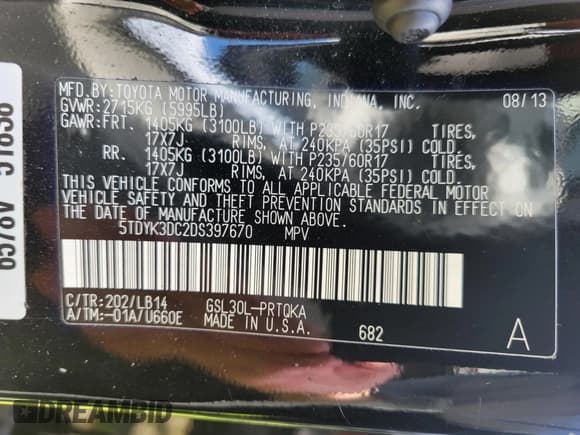 MFD.BY:TOYOTA MOTOR MANUFACTURING, INDIANA, INC. 08/13
GVWR:2715KG (5995LB)
GAWR:FRT. 1405KG (3100LB) WITH P235/60R17 TIRES,
17X7J RIMS, AT 240KPA (35PSI) COLD.
RR. 1405KG (3100LB) WITH P235/60R17 TIRES,
17X7J RIMS, AT 240KPA (35PSI) COLD.
THIS VEHICLE CONFORMS TO ALL APPLICABLE FEDERAL MOTOR
VEHICLE SAFETY AND THEFT PREVENTION STANDARDS IN EFFECT ON
THE DATE OF MANUFACTURE SHOWN ABOVE.
5TDYK3DC2DS397670 MPV
C/TR:202/LB14 GSL30L-PRTQKA
A/TM:-01A/U660E MADE IN U.S.A. 682 A
DREAMBID